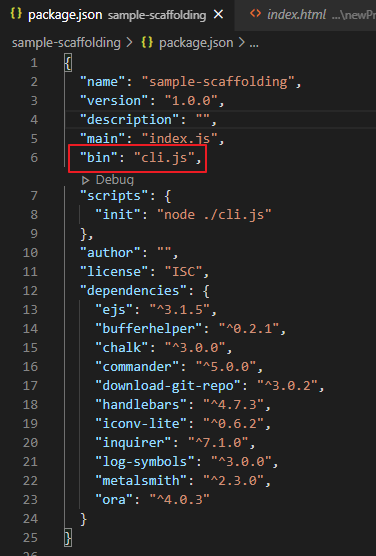 {} package.json sample-scaffolding × <> index.html ...\newPr
sample-scaffolding > {} package.json > ...
1 {
2 "name": "sample-scaffolding",
3 "version": "1.0.0",
4 "description": "",
5 "main": "index.js",
6 "bin": "cli.js",
▷ Debug
7 "scripts": {
8 "init": "node ./cli.js"
9 },
10 "author": "",
11 "license": "ISC",
12 "dependencies": {
13 "ejs": "^3.1.5",
14 "bufferhelper": "^0.2.1",
15 "chalk": "^3.0.0",
16 "commander": "^5.0.0",
17 "download-git-repo": "^3.0.2",
18 "handlebars": "^4.7.3",
19 "iconv-lite": "^0.6.2",
20 "inquirer": "^7.1.0",
21 "log-symbols": "^3.0.0",
22 "metalsmith": "^2.3.0",
23 "ora": "^4.0.3"
24 }
25 }
26